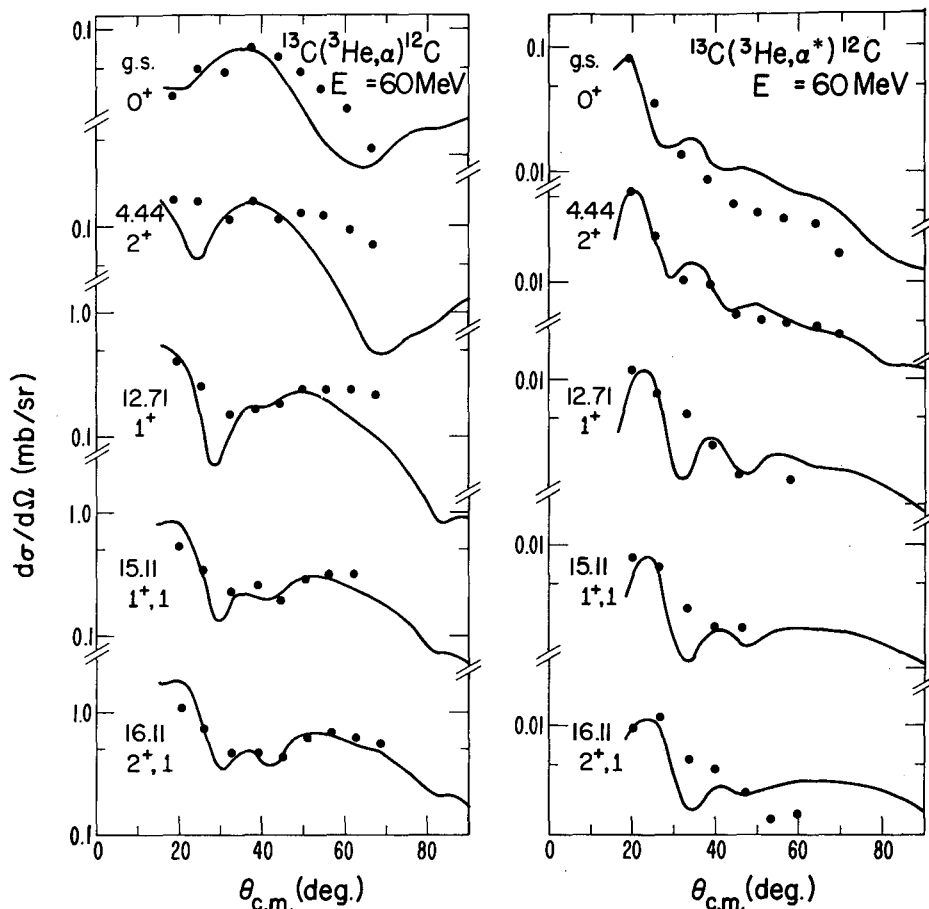 dσ/dΩ (mb/sr)
¹³C(³He,α)¹²C
E = 60 MeV
0.1
g.s.
0⁺
0.1
4.44
2⁺
1.0
12.71
1⁺
0.1
1.0
15.11
1⁺,1
0.1
1.0
16.11
2⁺,1
0.1
0 20 40 60 80
θc.m. (deg.)
¹³C(³He,α*)¹²C
E = 60 MeV
0.1
g.s.
0⁺
0.01
4.44
2⁺
0.01
0.01
12.71
1⁺
0.01
15.11
1⁺,1
0.01
16.11
2⁺,1
0 20 40 60 80
θc.m. (deg.)